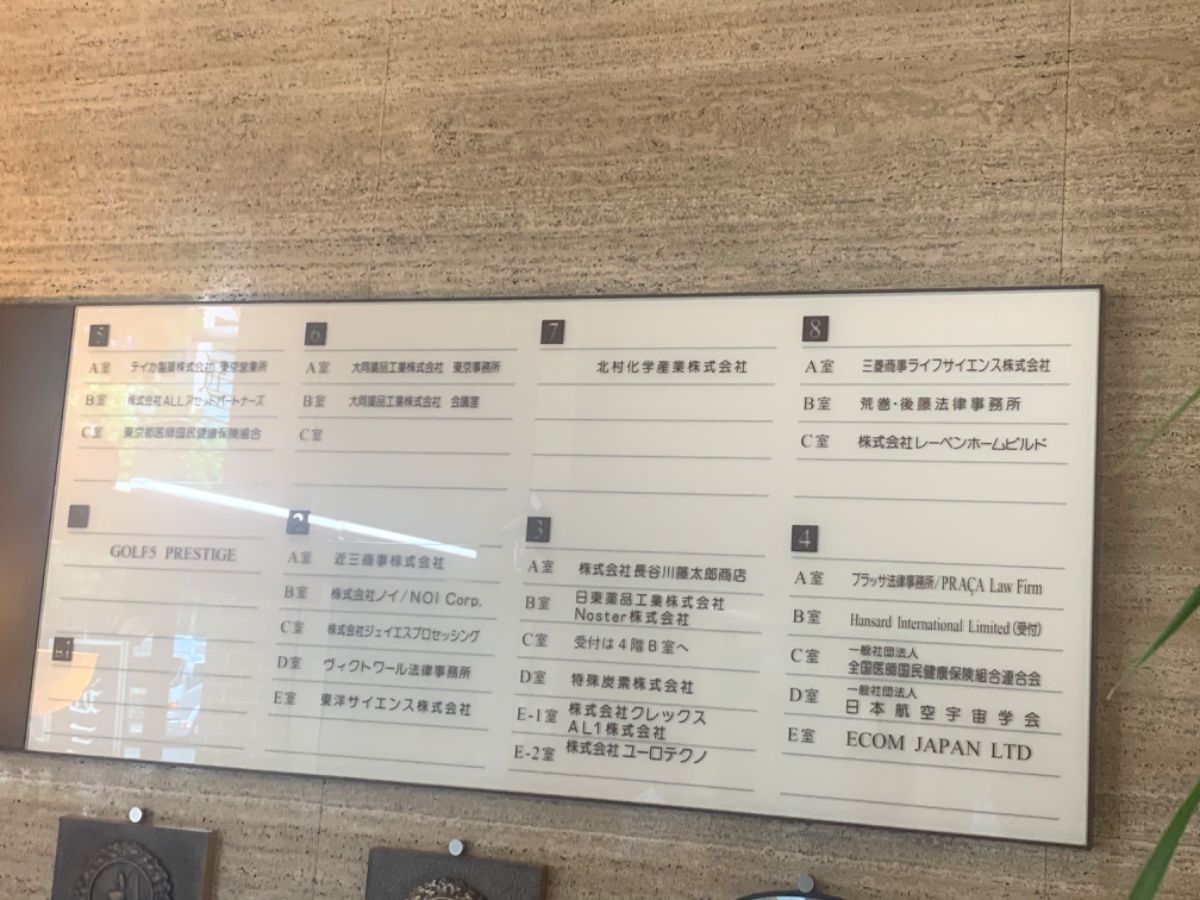 5
A室 テイカ製薬株式会社 東京営業所
B室 株式会社ALLアセットパートナーズ
C室 東京都医師国民健康保険組合
6
A室 大同薬品工業株式会社 東京事務所
B室 大同薬品工業株式会社 会議室
C室
7
北村化学産業株式会社
8
A室 三菱商事ライフサイエンス株式会社
B室 荒巻・後藤法律事務所
C室 株式会社レーベンホームビルド
1
GOLF5 PRESTIGE
B1
2
A室 近三商事株式会社
B室 株式会社ノイ/NOI Corp.
C室 株式会社ジェイエスプロセッシング
D室 ヴィクトワール法律事務所
E室 東洋サイエンス株式会社
3
A室 株式会社長谷川藤太郎商店
B室 日東薬品工業株式会社
Noster株式会社
C室 受付は4階B室へ
D室 特殊炭素株式会社
E-1室 株式会社クレックス
AL1株式会社
E-2室 株式会社ユーロテクノ
4
A室 プラッサ法律事務所/PRAÇA Law Firm
B室 Hansard International Limited(受付)
C室 一般社団法人
全国医師国民健康保険組合連合会
D室 一般社団法人
日本航空宇宙学会
E室 ECOM JAPAN LTD